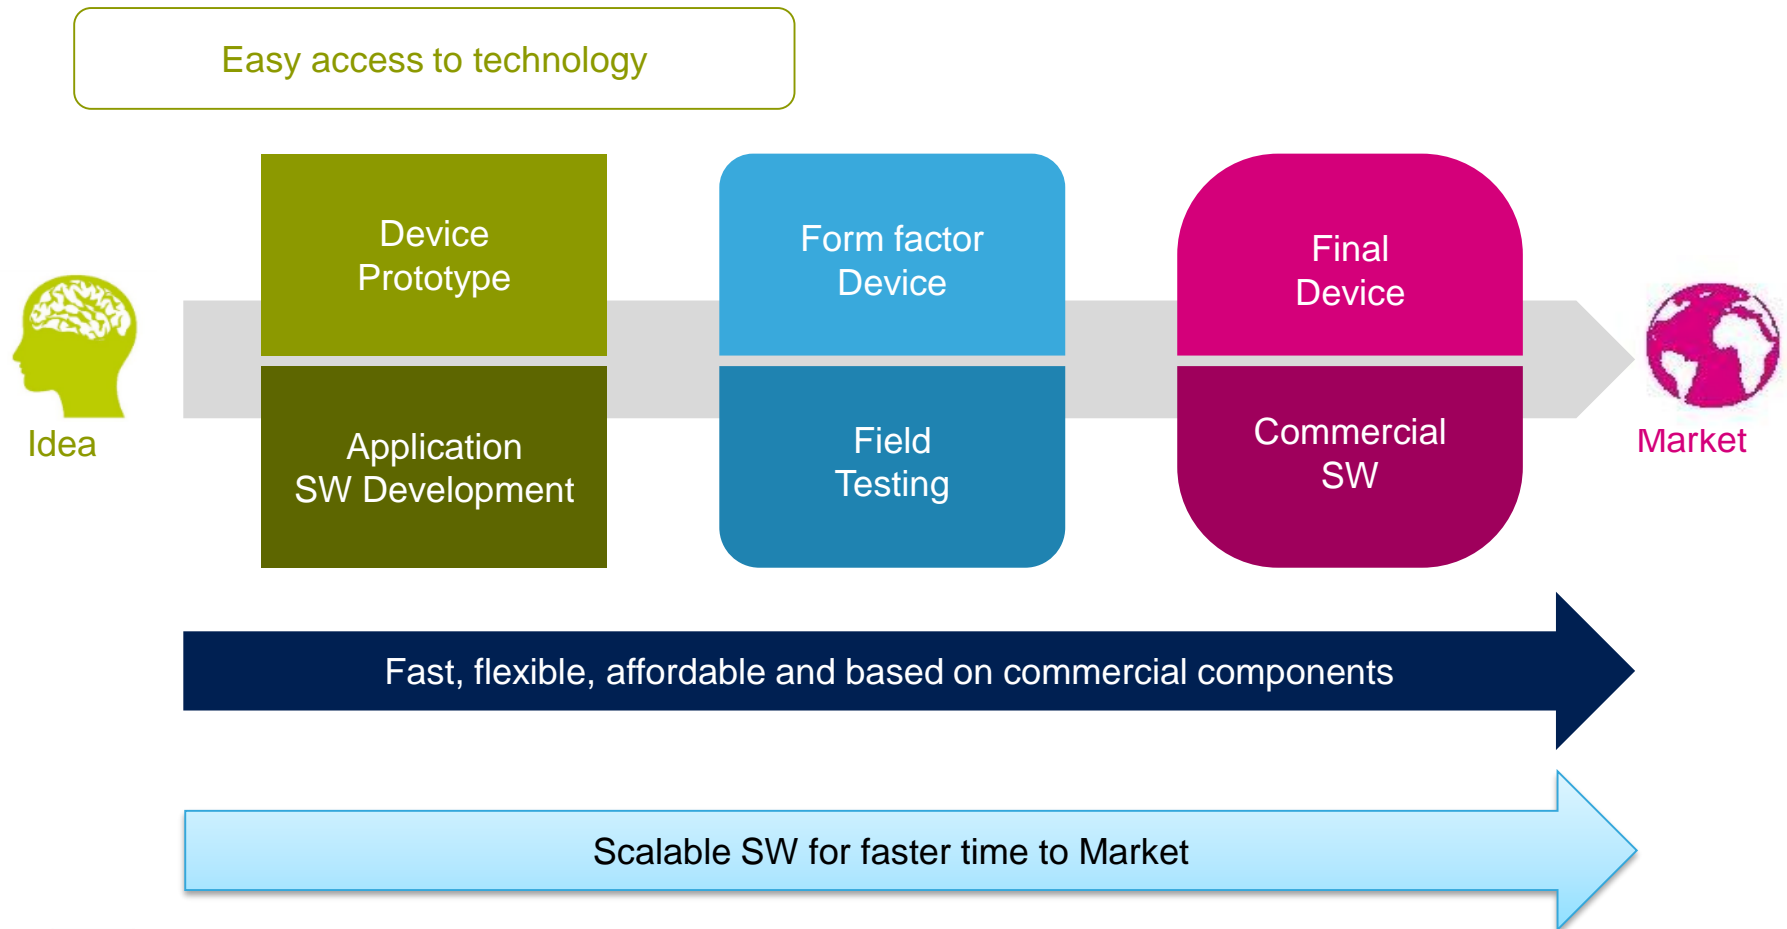 Easy access to technology
Device
Prototype
Form factor
Device
Final
Device
Idea
Application
SW Development
Field
Testing
Commercial
SW
Market
Fast, flexible, affordable and based on commercial components
Scalable SW for faster time to Market